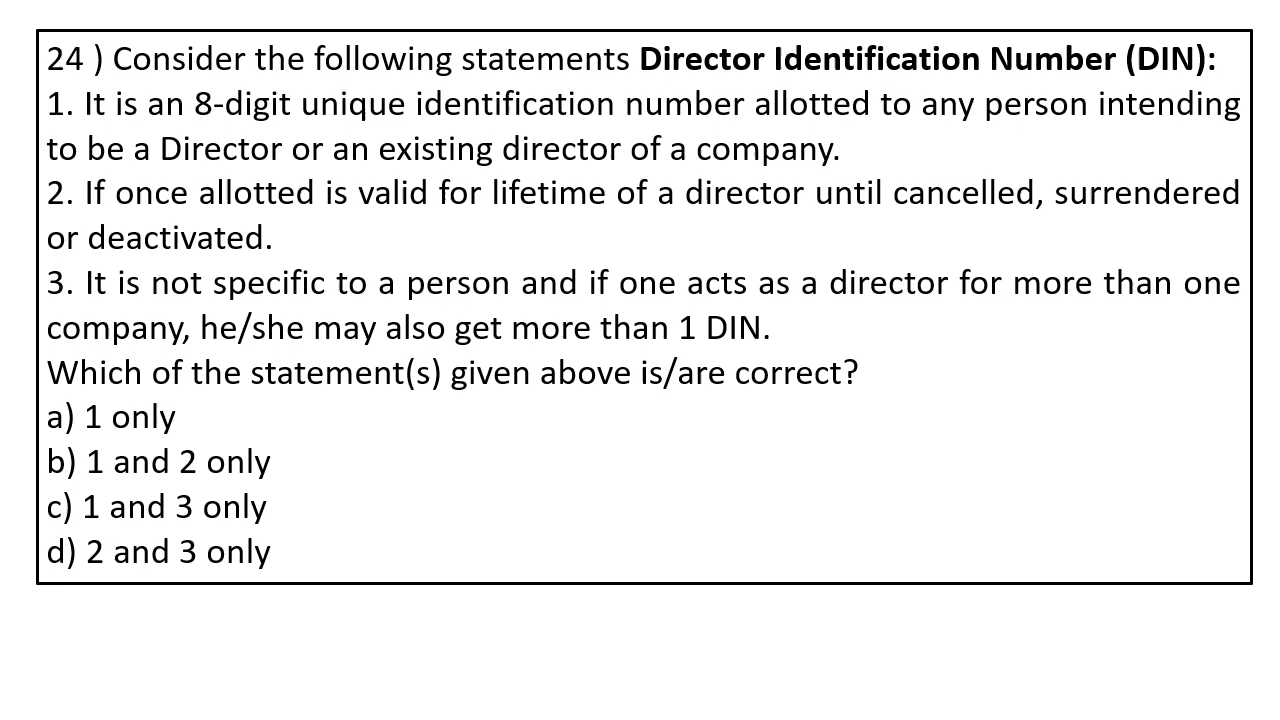 24 ) Consider the following statements Director Identification Number (DIN):
1. It is an 8-digit unique identification number allotted to any person intending
to be a Director or an existing director of a company.
2. If once allotted is valid for lifetime of a director until cancelled, surrendered
or deactivated.
3. It is not specific to a person and if one acts as a director for more than one
company, he/she may also get more than 1 DIN.
Which of the statement(s) given above is/are correct?
a) 1 only
b) 1 and 2 only
c) 1 and 3 only
d) 2 and 3 only